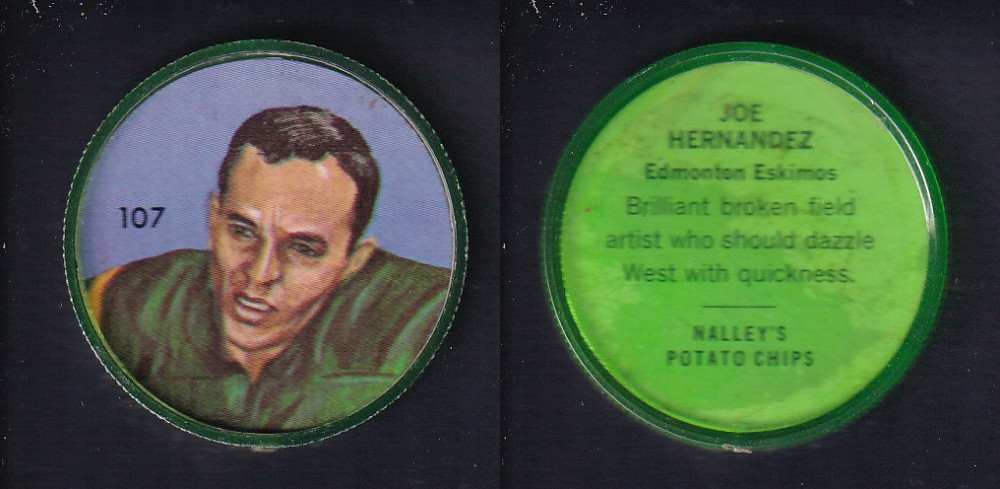 107
JOE
HERNANDEZ
Edmonton Eskimos
Brilliant broken field
artist who should dazzle
West with quickness.
NALLEY'S
POTATO CHIPS